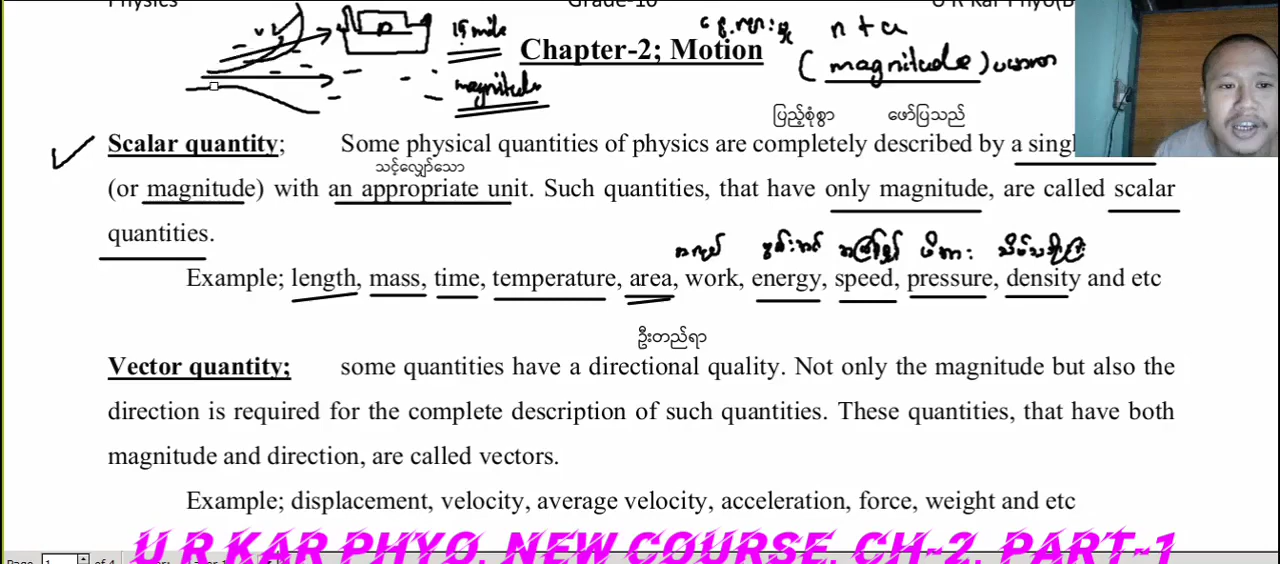 Physics Grade-10
15 mile
magnitude
Chapter-2; Motion
n + u
(magnitude)
ပြည့်စုံစွာ ဖော်ပြသည်
Scalar quantity; Some physical quantities of physics are completely described by a
သင့်လျှော်သော
(or magnitude) with an appropriate unit. Such quantities, that have only magnitude, are called scalar
quantities.
Example; length, mass, time, temperature, area, work, energy, speed, pressure, density and etc
ဦးတည်ရာ
Vector quantity; some quantities have a directional quality. Not only the magnitude but also the
direction is required for the complete description of such quantities. These quantities, that have both
magnitude and direction, are called vectors.
Example; displacement, velocity, average velocity, acceleration, force, weight and etc
U R KAR PHYO, NEW COURSE, CH-2, PART-1